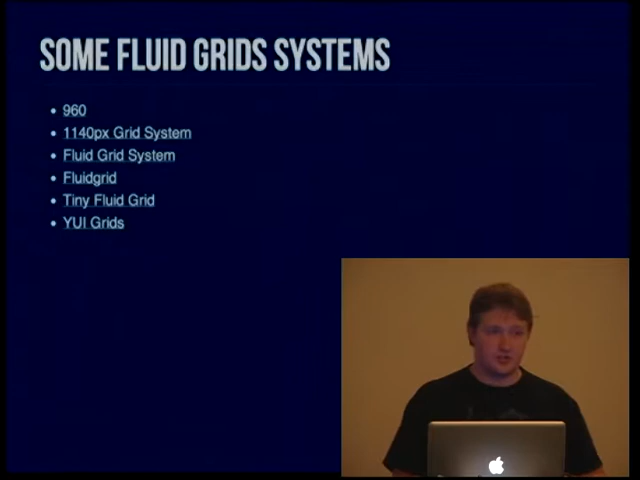 SOME FLUID GRIDS SYSTEMS
960
1140px Grid System
Fluid Grid System
Fluidgrid
Tiny Fluid Grid
YUI Grids